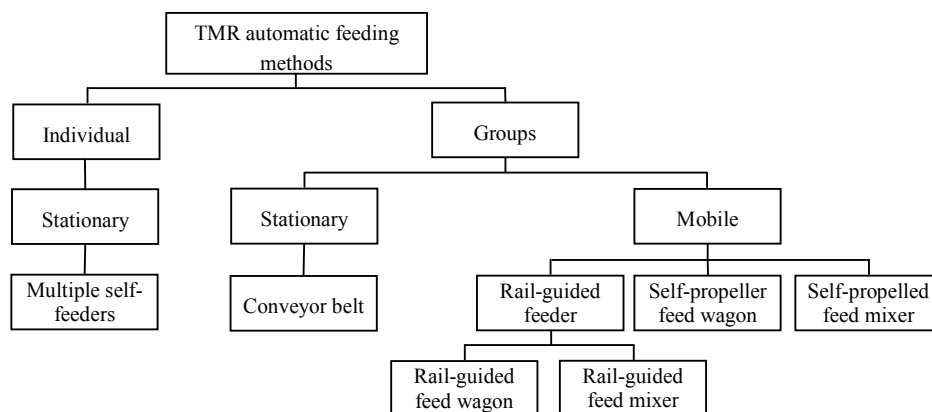 TMR automatic feeding
methods
Individual
Groups
Stationary
Stationary
Mobile
Multiple self-
feeders
Conveyor belt
Rail-guided
feeder
Self-propeller
feed wagon
Self-propelled
feed mixer
Rail-guided
feed wagon
Rail-guided
feed mixer